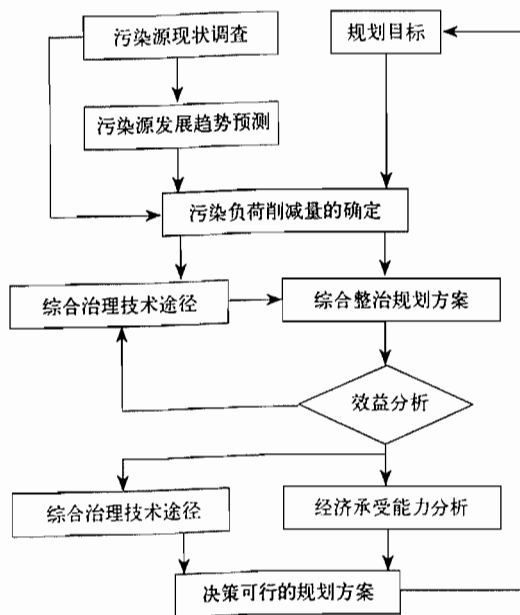 污染源现状调查
规划目标
污染源发展趋势预测
污染负荷削减量的确定
综合治理技术途径
综合整治规划方案
效益分析
综合治理技术途径
经济承受能力分析
决策可行的规划方案